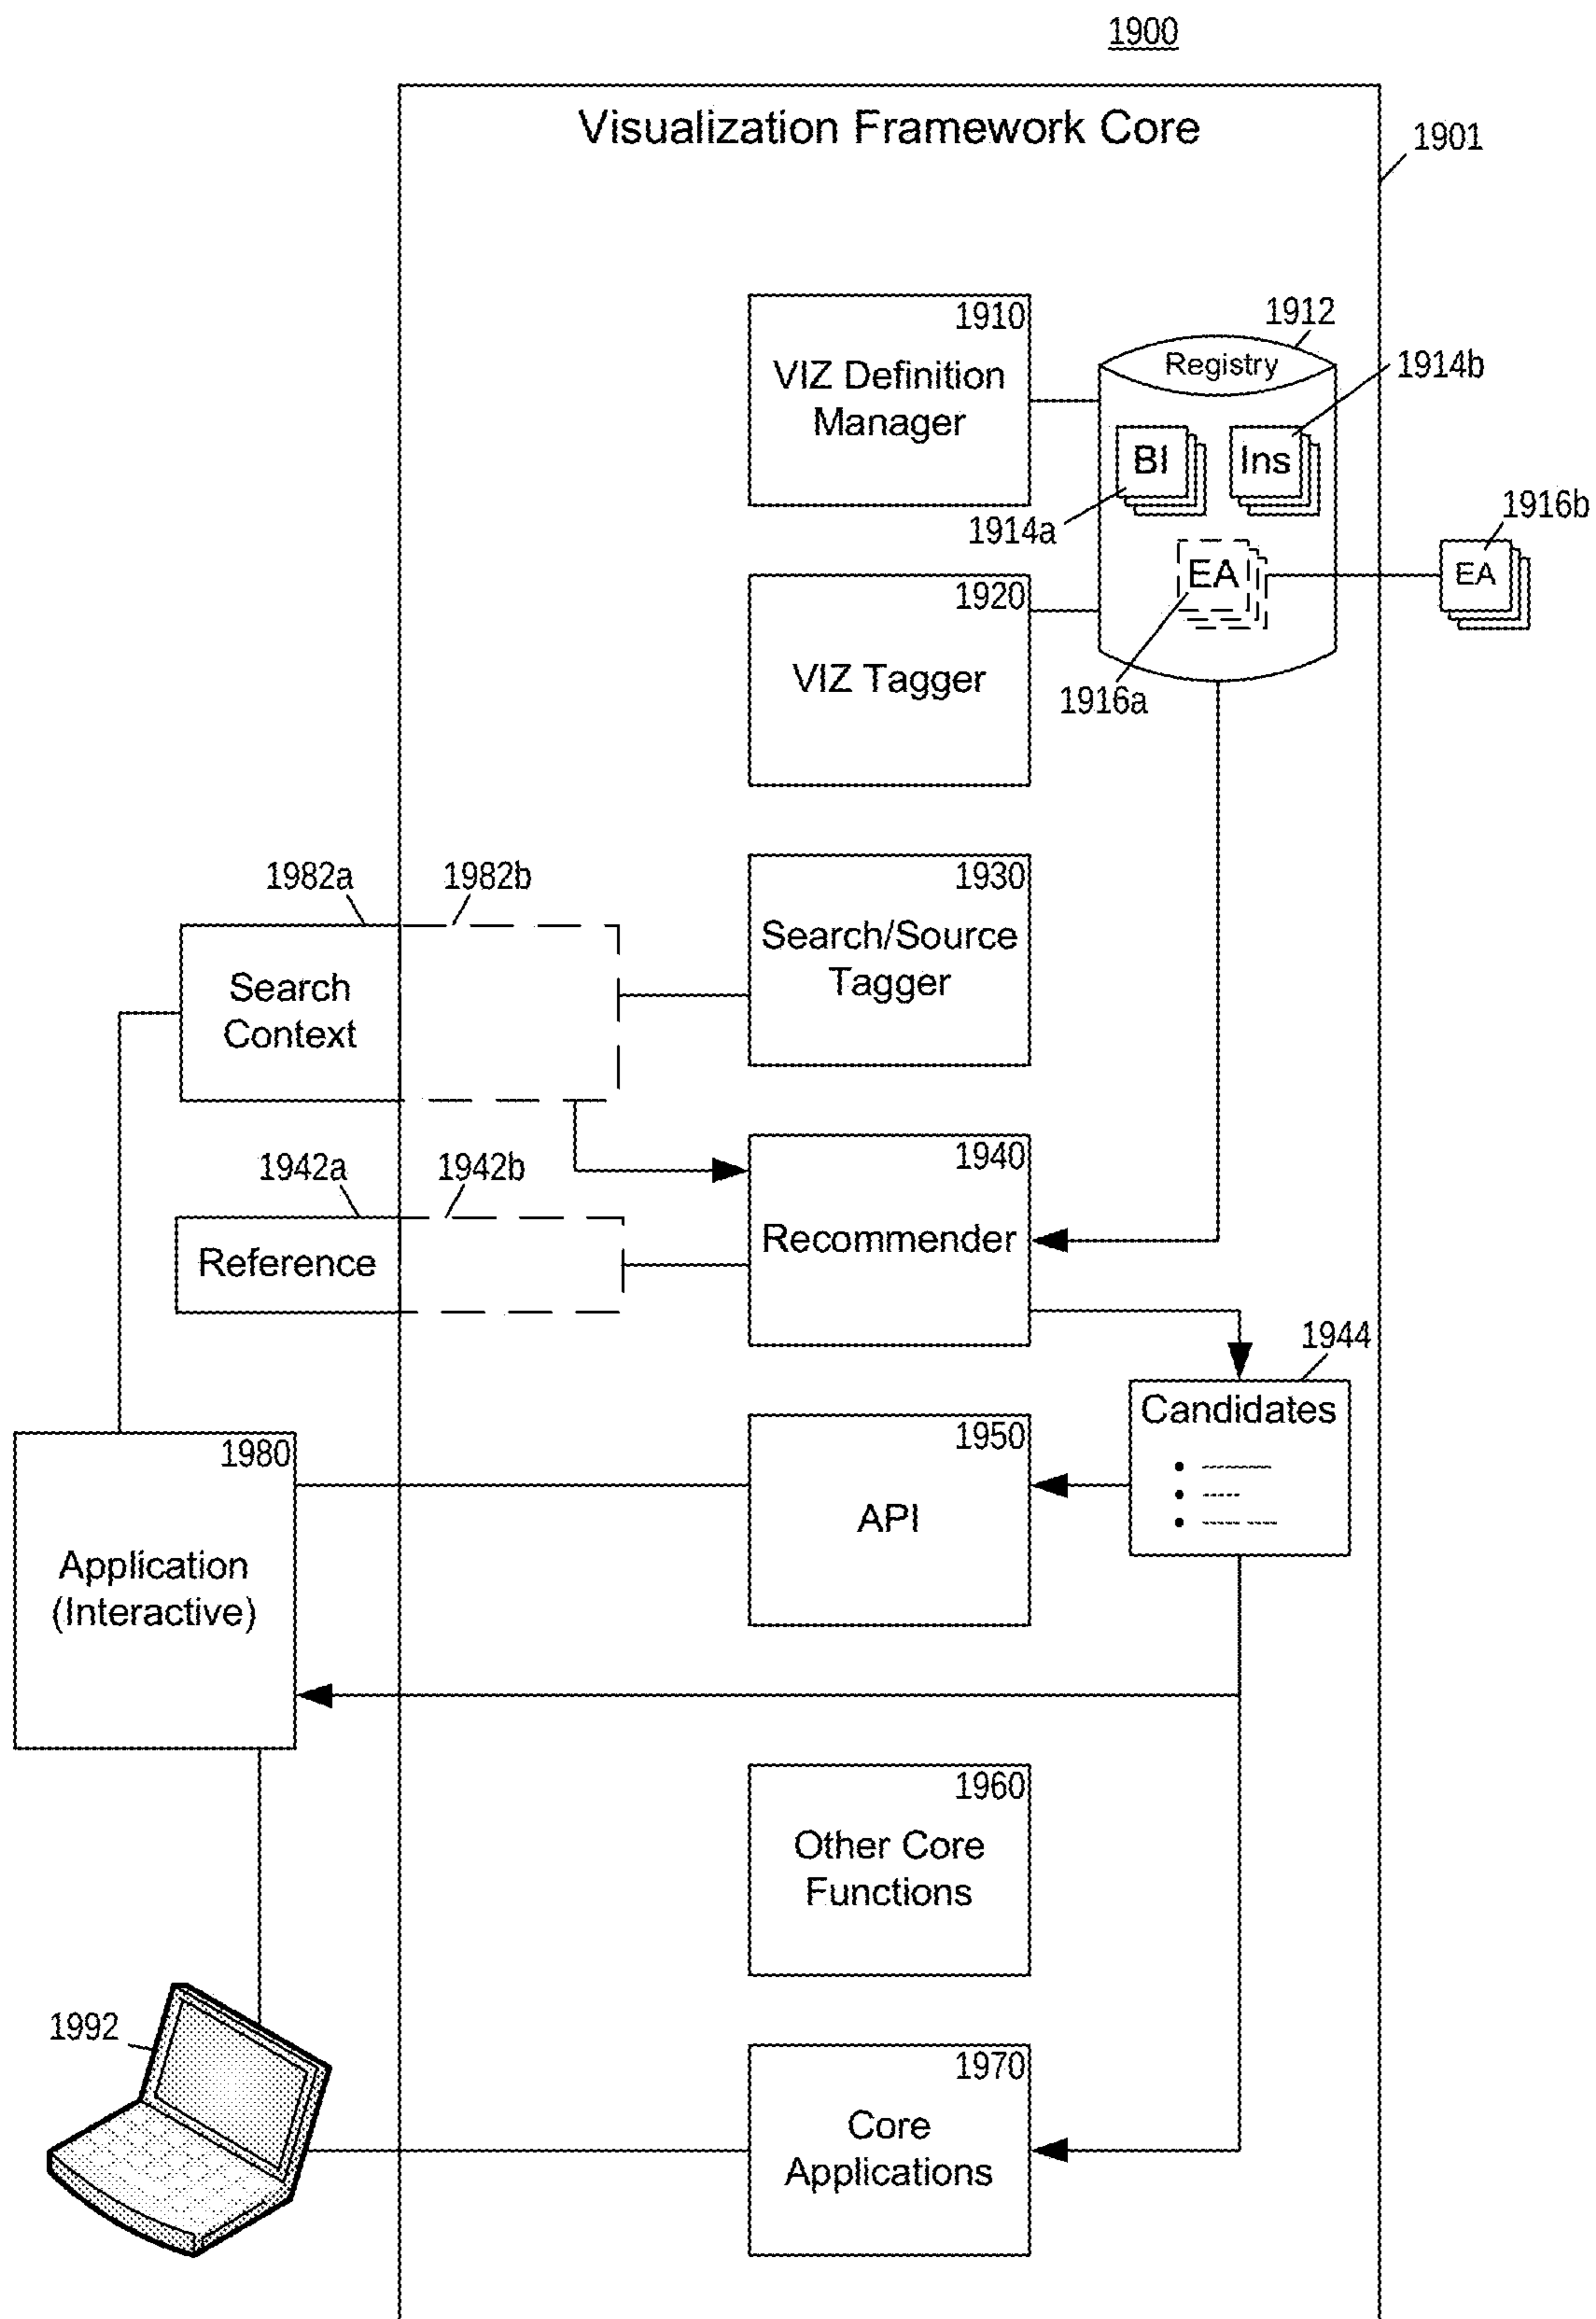 1900
Visualization Framework Core
1901
1910
VIZ Definition
Manager
1912
Registry
1914b
BI
Ins
1914a
1916b
EA
EA
1916a
1920
VIZ Tagger
1982a
1982b
1930
Search/Source
Tagger
Search
Context
1942a
1942b
1940
Recommender
Reference
1944
Candidates
1980
1950
API
Application
(Interactive)
1960
Other Core
Functions
1992
1970
Core
Applications